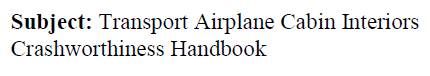 Subject: Transport Airplane Cabin Interiors
Crashworthiness Handbook